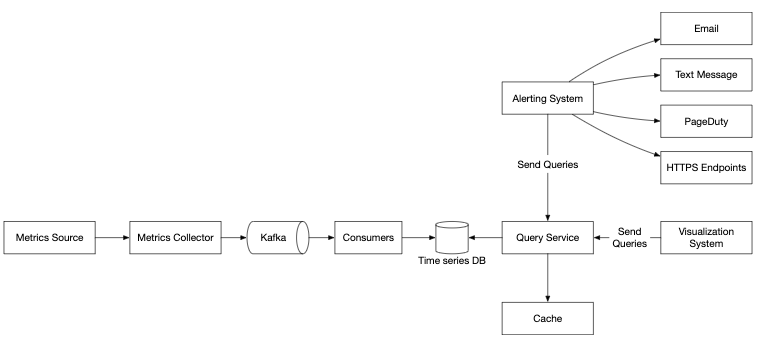 Email
Text Message
Alerting System
PageDuty
HTTPS Endpoints
Send Queries
Metrics Source
Metrics Collector
Kafka
Consumers
Time series DB
Query Service
Send
Queries
Visualization
System
Cache